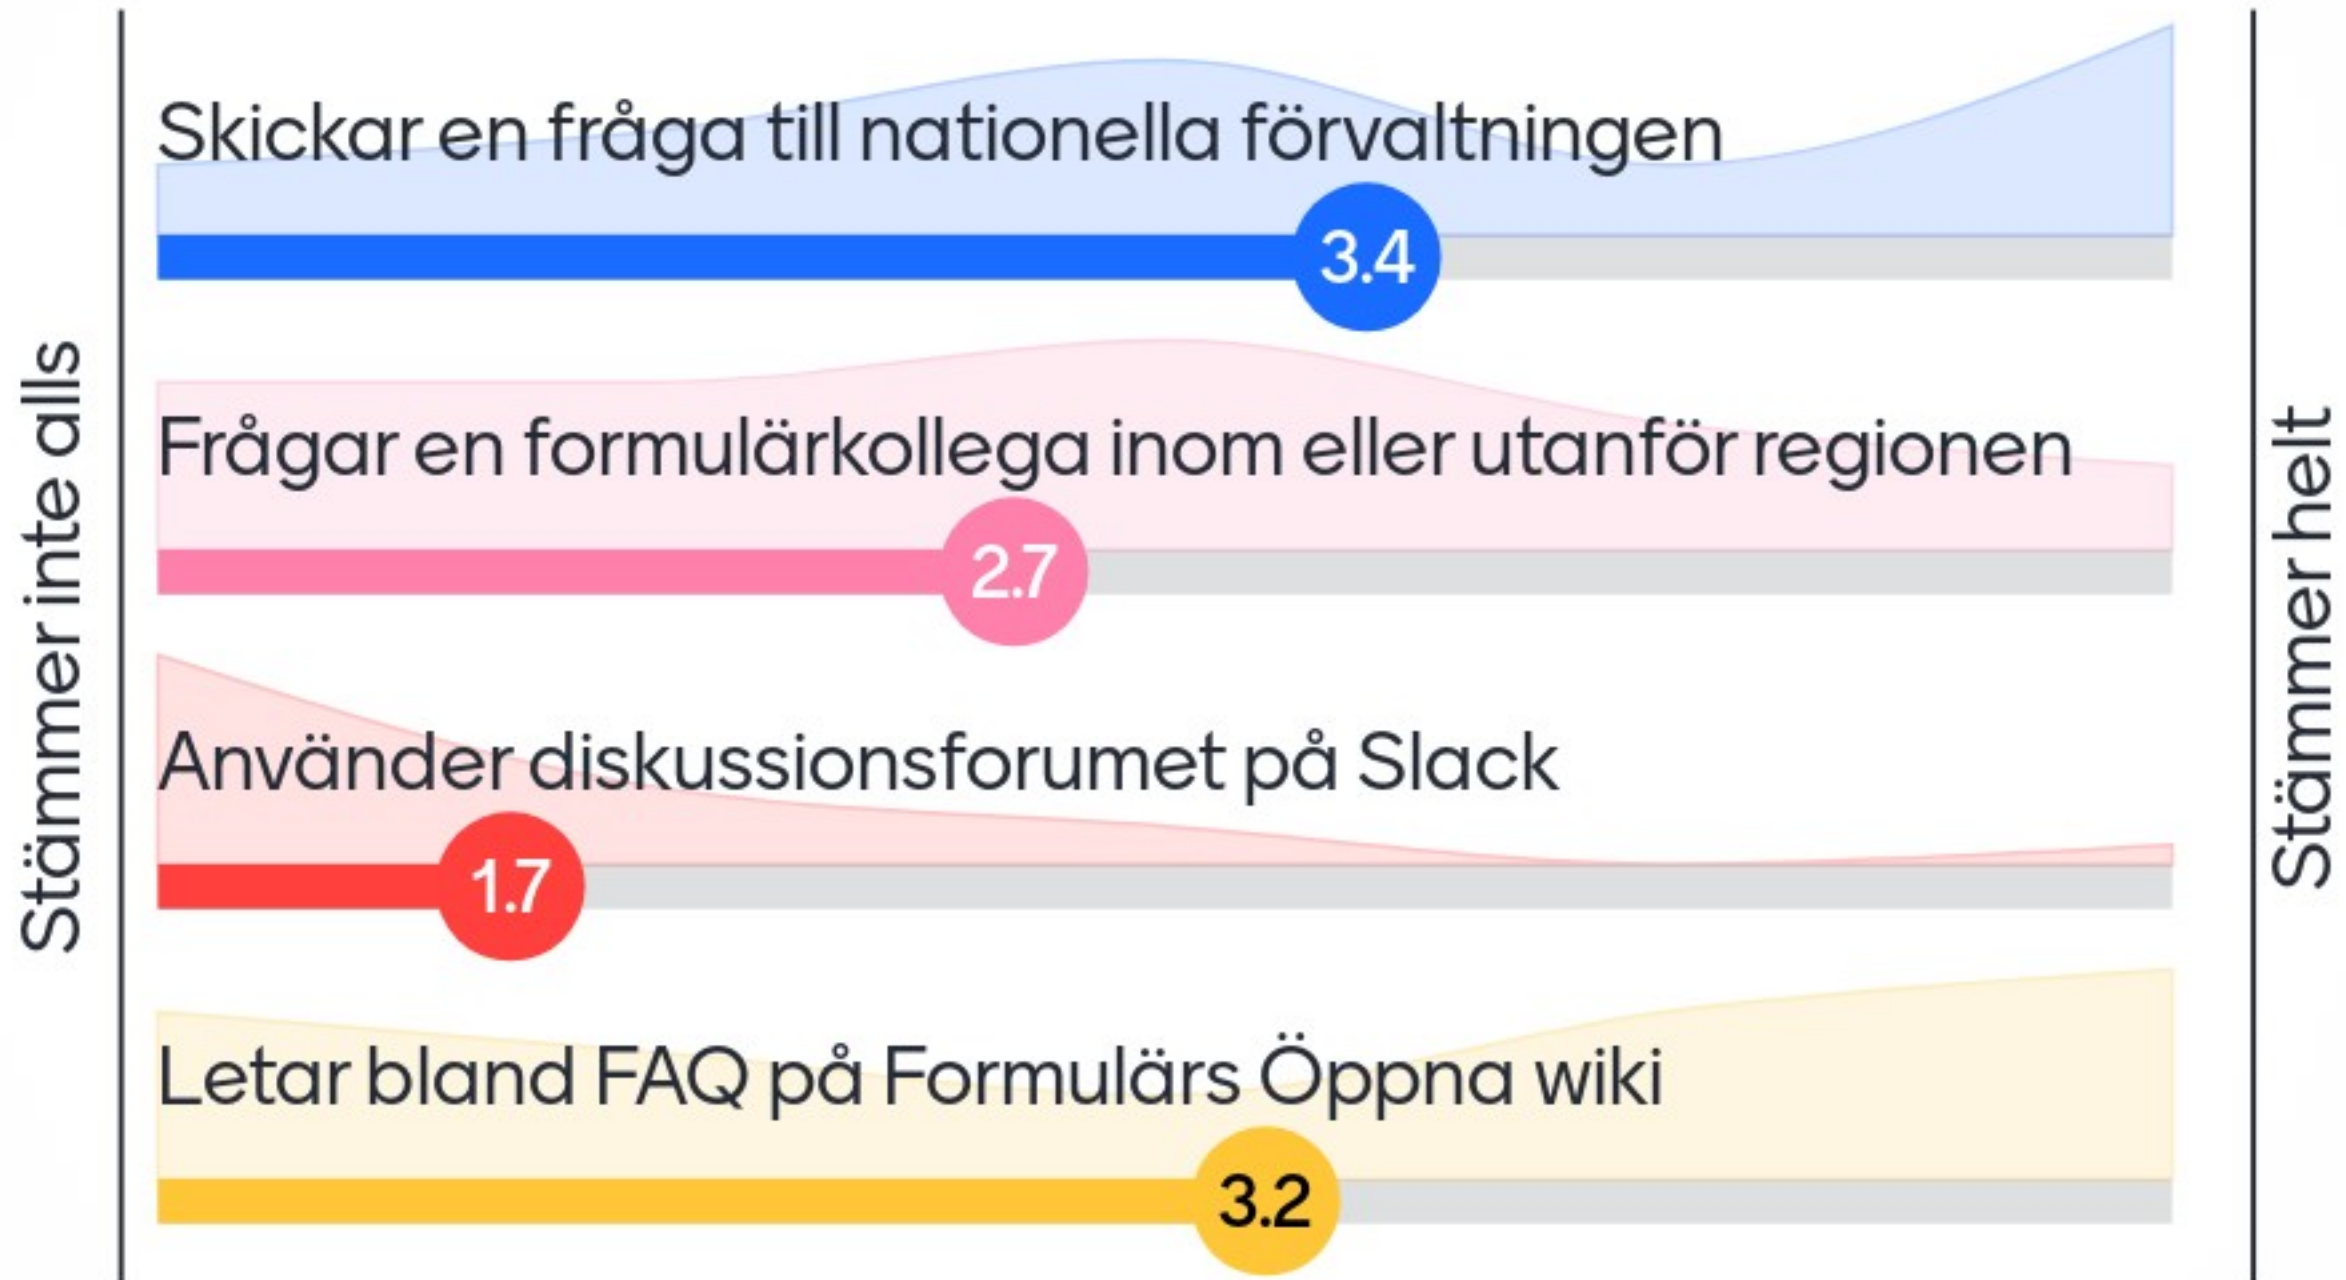 Stämmer inte alls
Skickar en fråga till nationella förvaltningen
3.4
Frågar en formulärkollega inom eller utanför regionen
2.7
Använder diskussionsforumet på Slack
1.7
Letar bland FAQ på Formulärs Öppna wiki
3.2
Stämmer helt